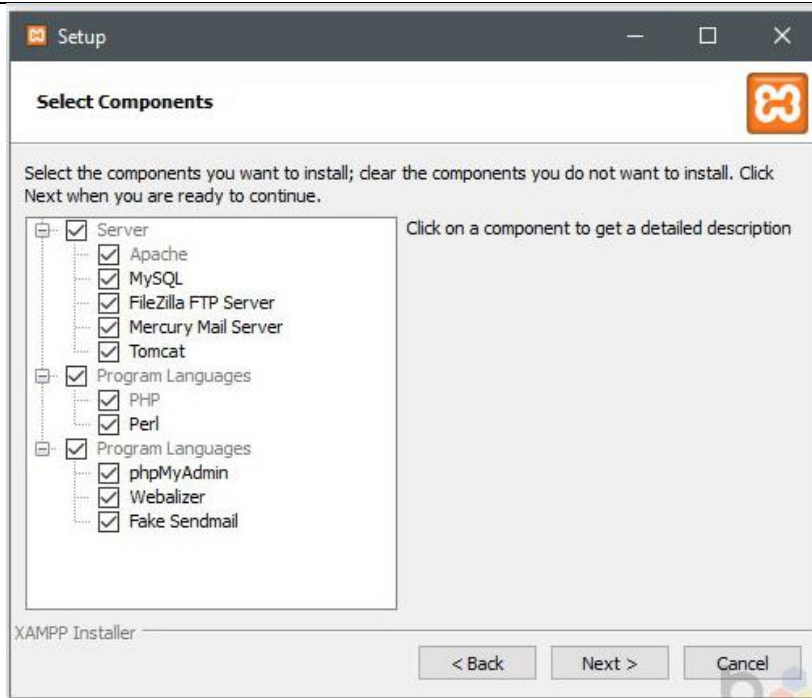 Setup
Select Components
Select the components you want to install; clear the components you do not want to install. Click
Next when you are ready to continue.
Server
Apache
MySQL
FileZilla FTP Server
Mercury Mail Server
Tomcat
Program Languages
PHP
Perl
Program Languages
phpMyAdmin
Webalizer
Fake Sendmail
Click on a component to get a detailed description
XAMPP Installer
< Back
Next >
Cancel